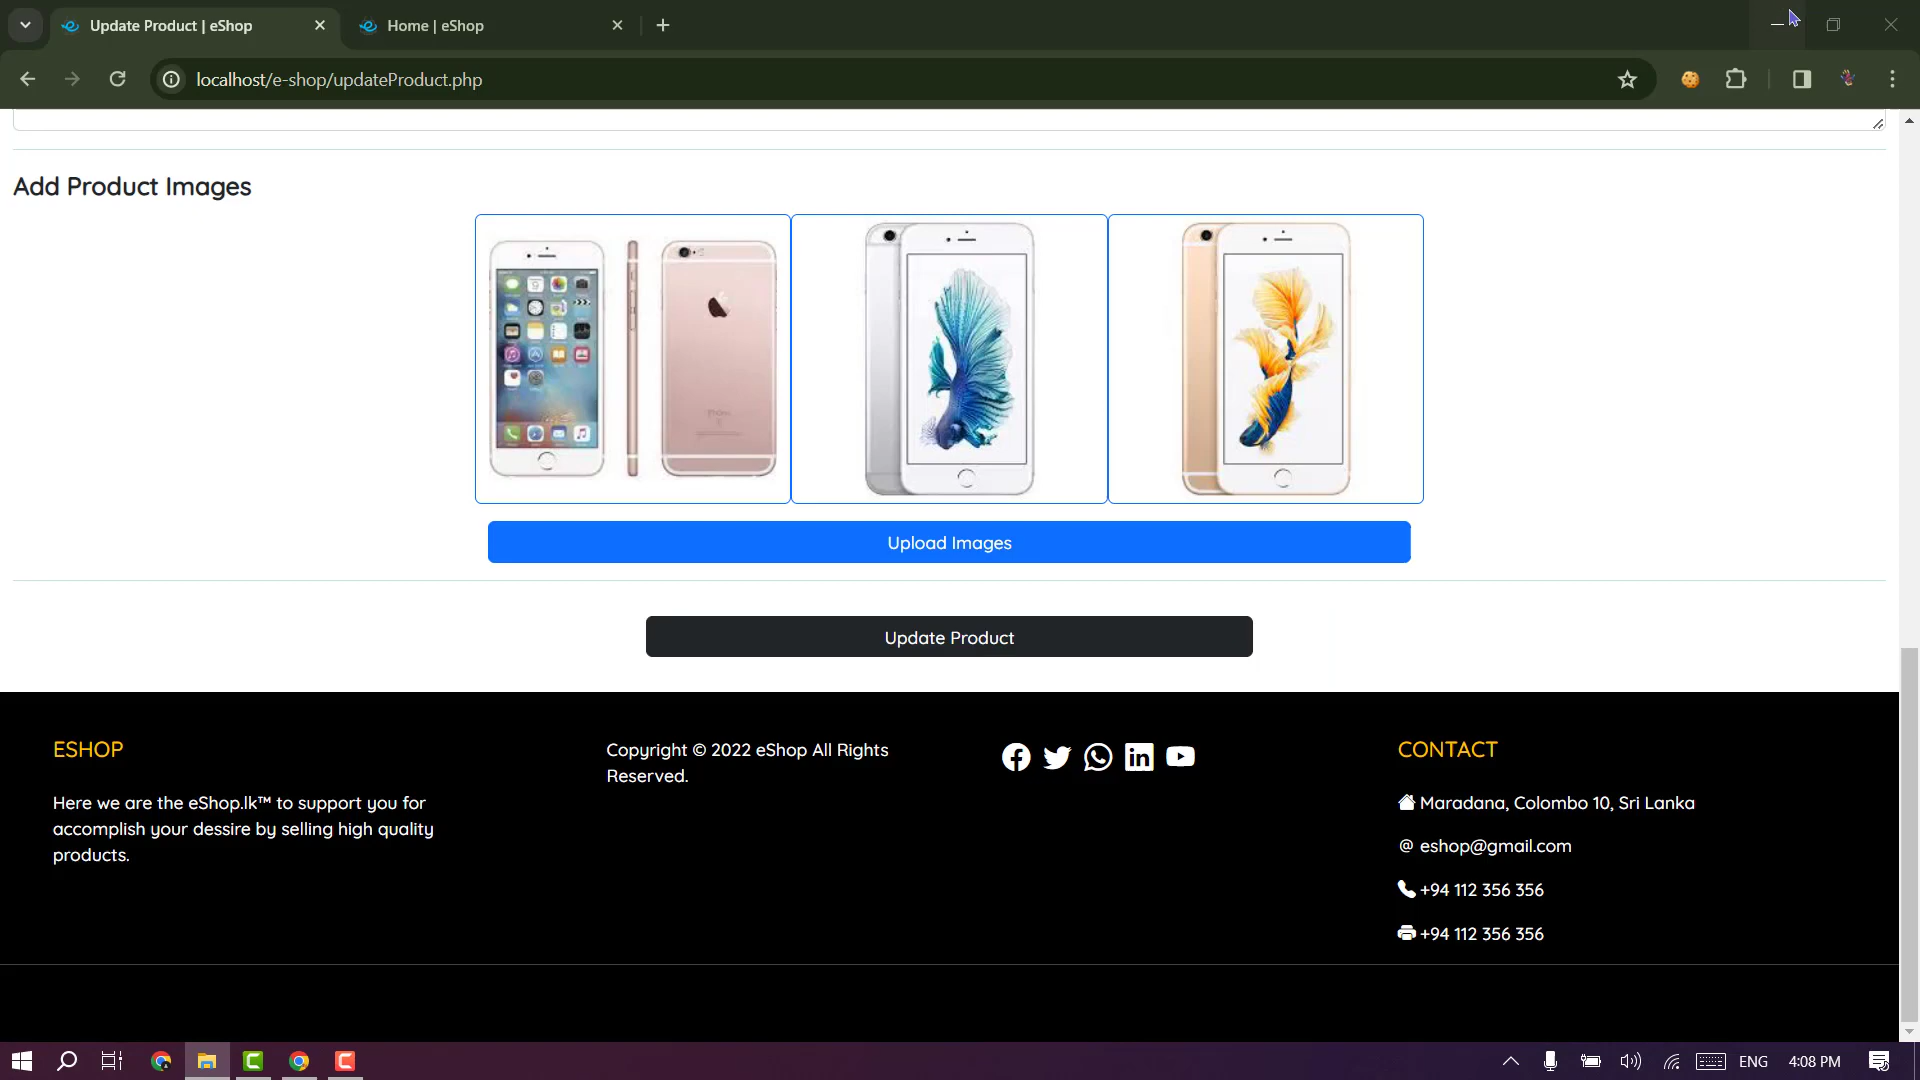 Update Product | eShop
Home | eShop
localhost/e-shop/updateProduct.php
Add Product Images
Upload Images
Update Product
ESHOP
Here we are the eShop.lk™ to support you for
accomplish your dessire by selling high quality
products.
Copyright © 2022 eShop All Rights
Reserved.
CONTACT
Maradana, Colombo 10, Sri Lanka
@ eshop@gmail.com
+94 112 356 356
+94 112 356 356
ENG
4:08 PM